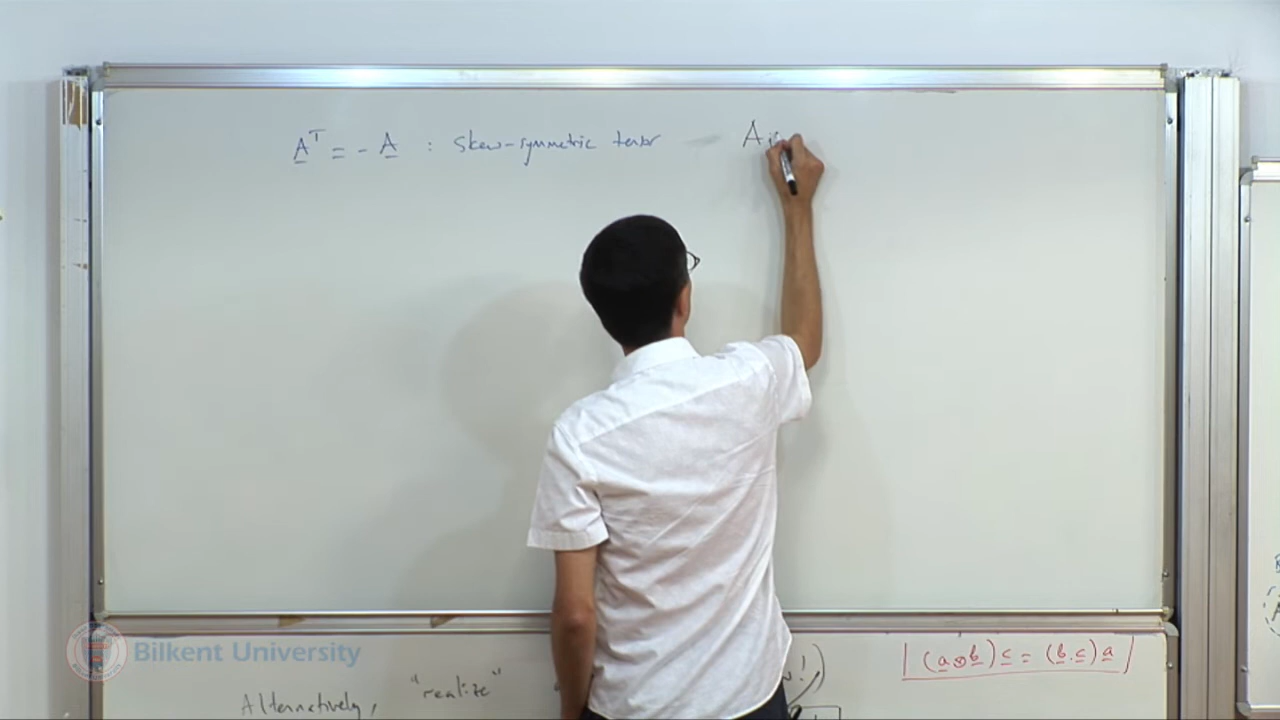 A^T = - A : skew-symmetric tensor A
(a⊗b)c = (b.c)a
Bilkent University
"realize"
Alternatively,